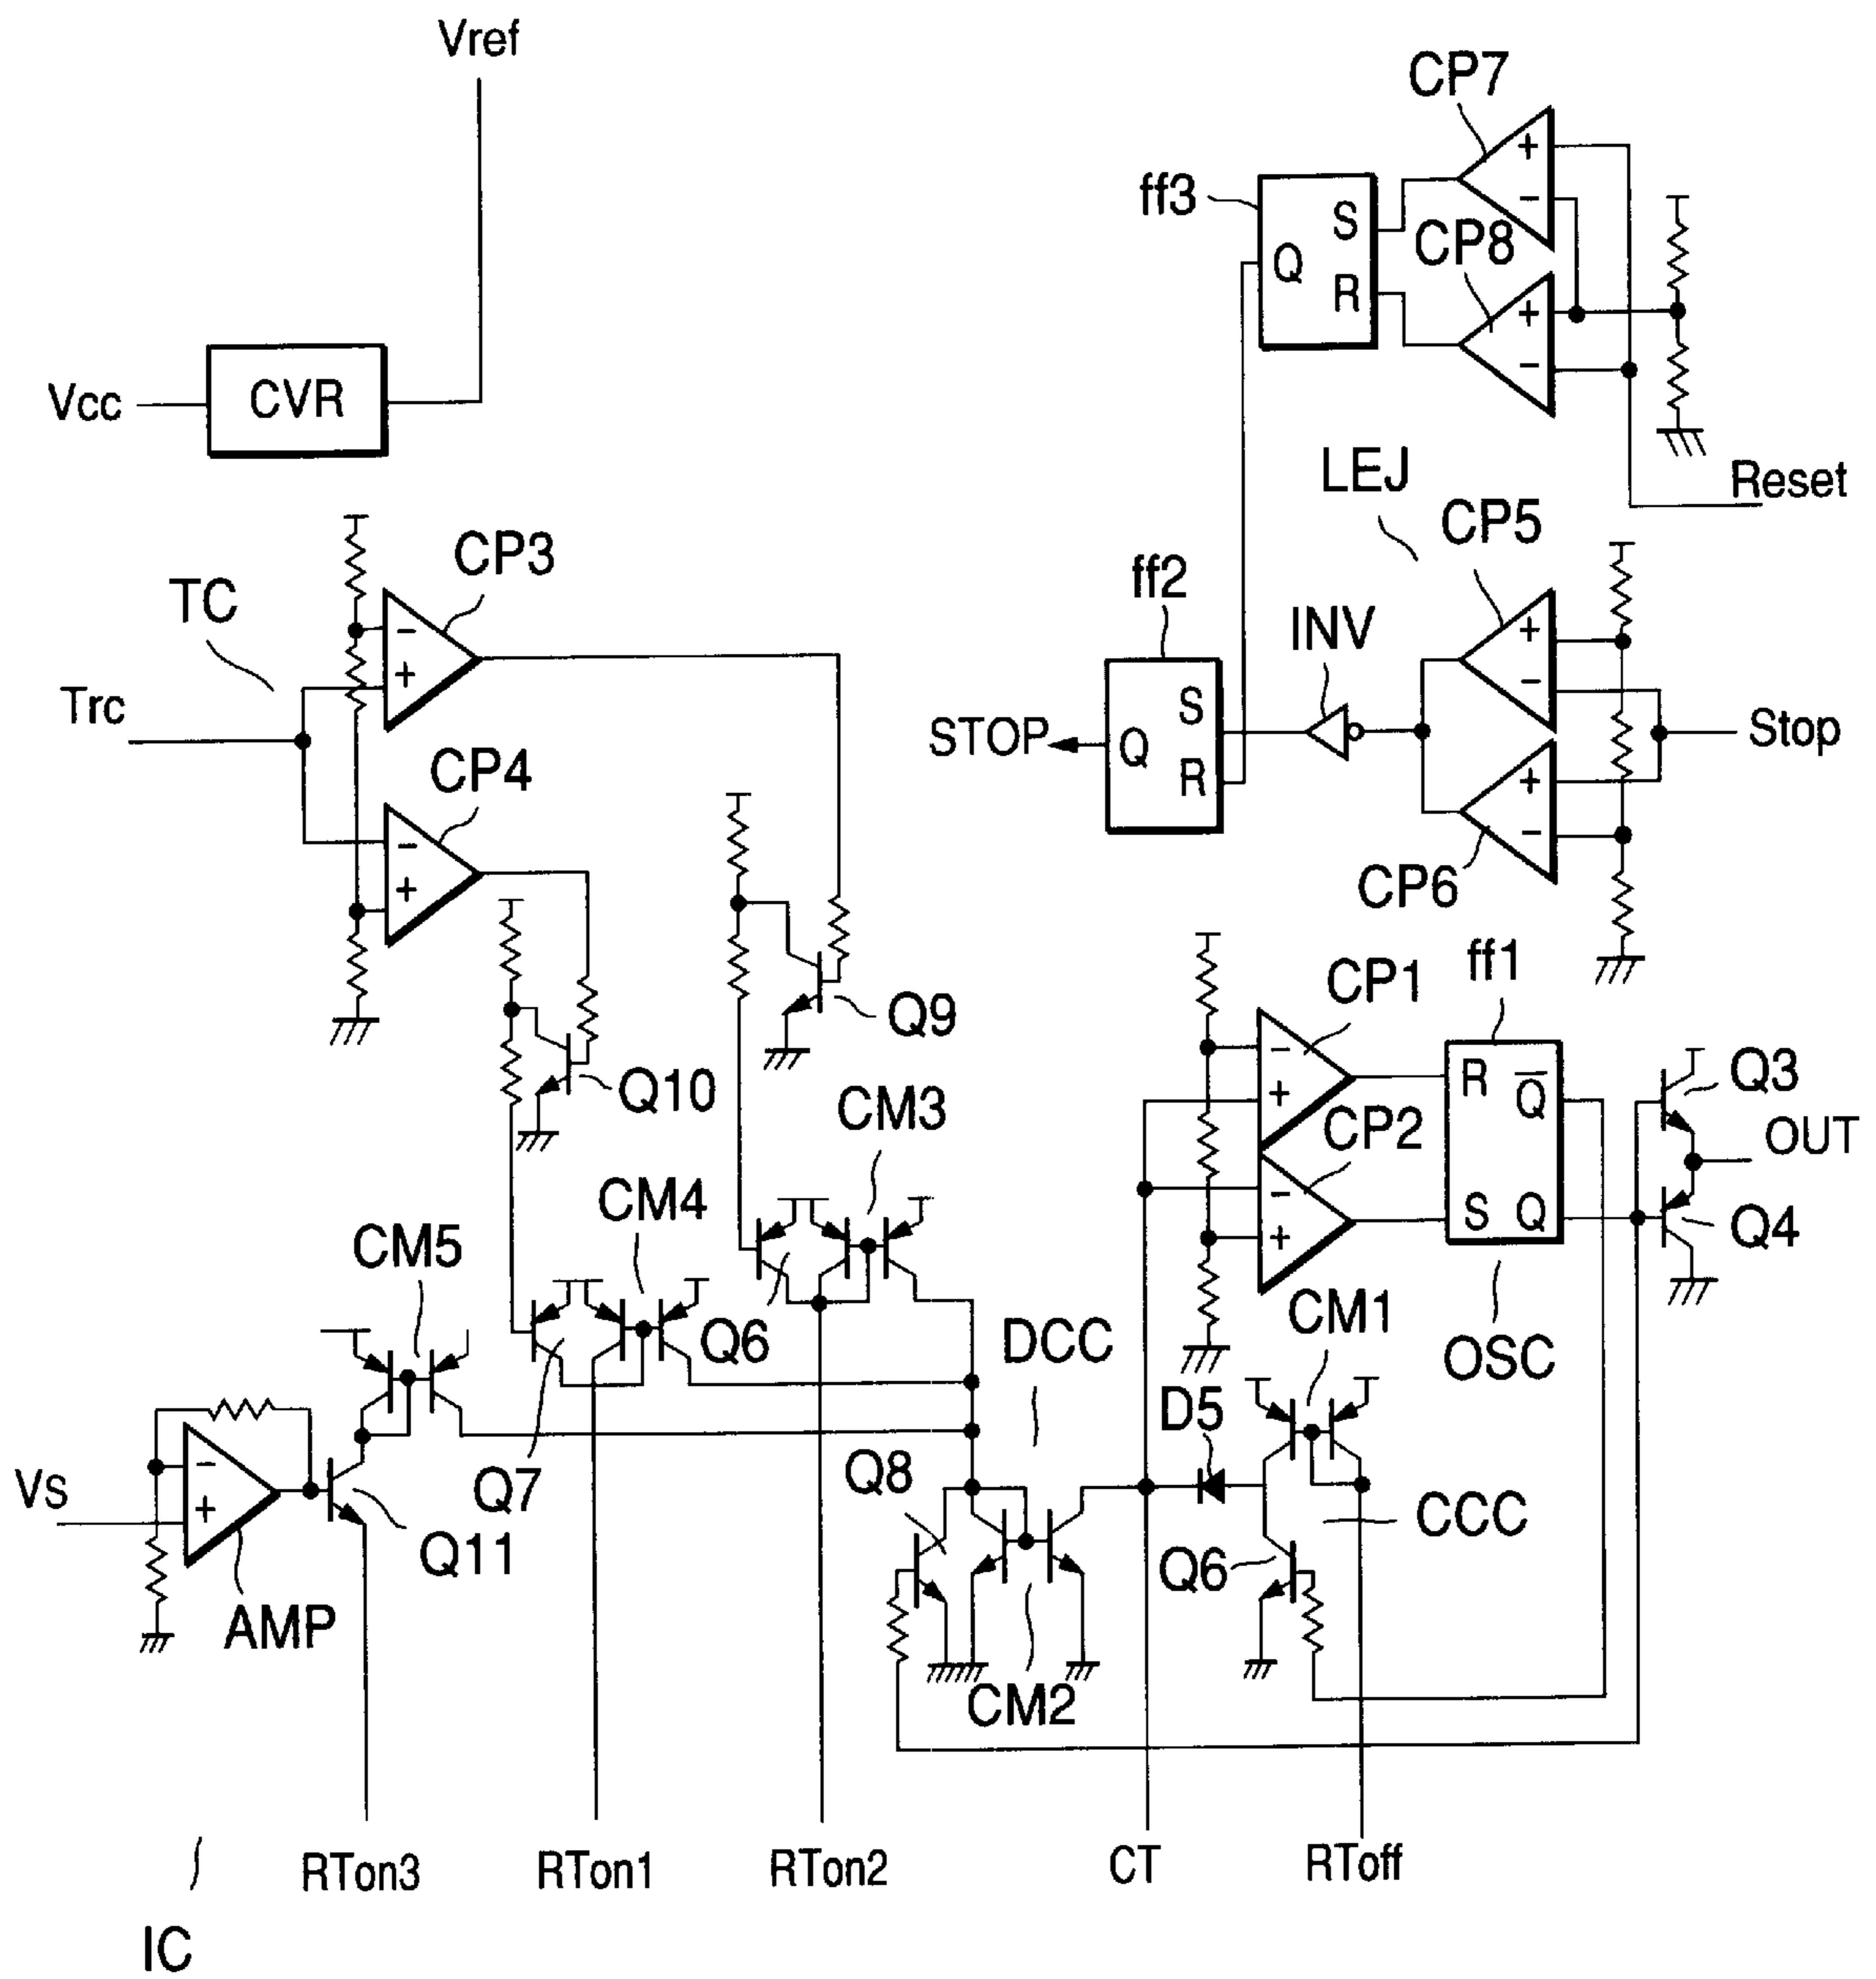 Vref
CP7
+
ff3
−
S
CP8
Q
R
+
Vcc
CVR
−
LEJ
Reset
CP5
CP3
ff2
TC
INV
+
−
+
−
Trc
S
STOP
Q
Stop
CP4
R
+
−
−
CP6
+
ff1
CP1
Q9
−
Q3
Q10
R
Q
CM3
+
CP2
OUT
CM4
−
S
Q
Q4
CM5
+
CM1
Q6
DCC
OSC
D5
Q8
−
Q7
VS
+
CCC
Q11
Q6
AMP
CM2
RTon3
RTon1
RTon2
CT
RToff
IC